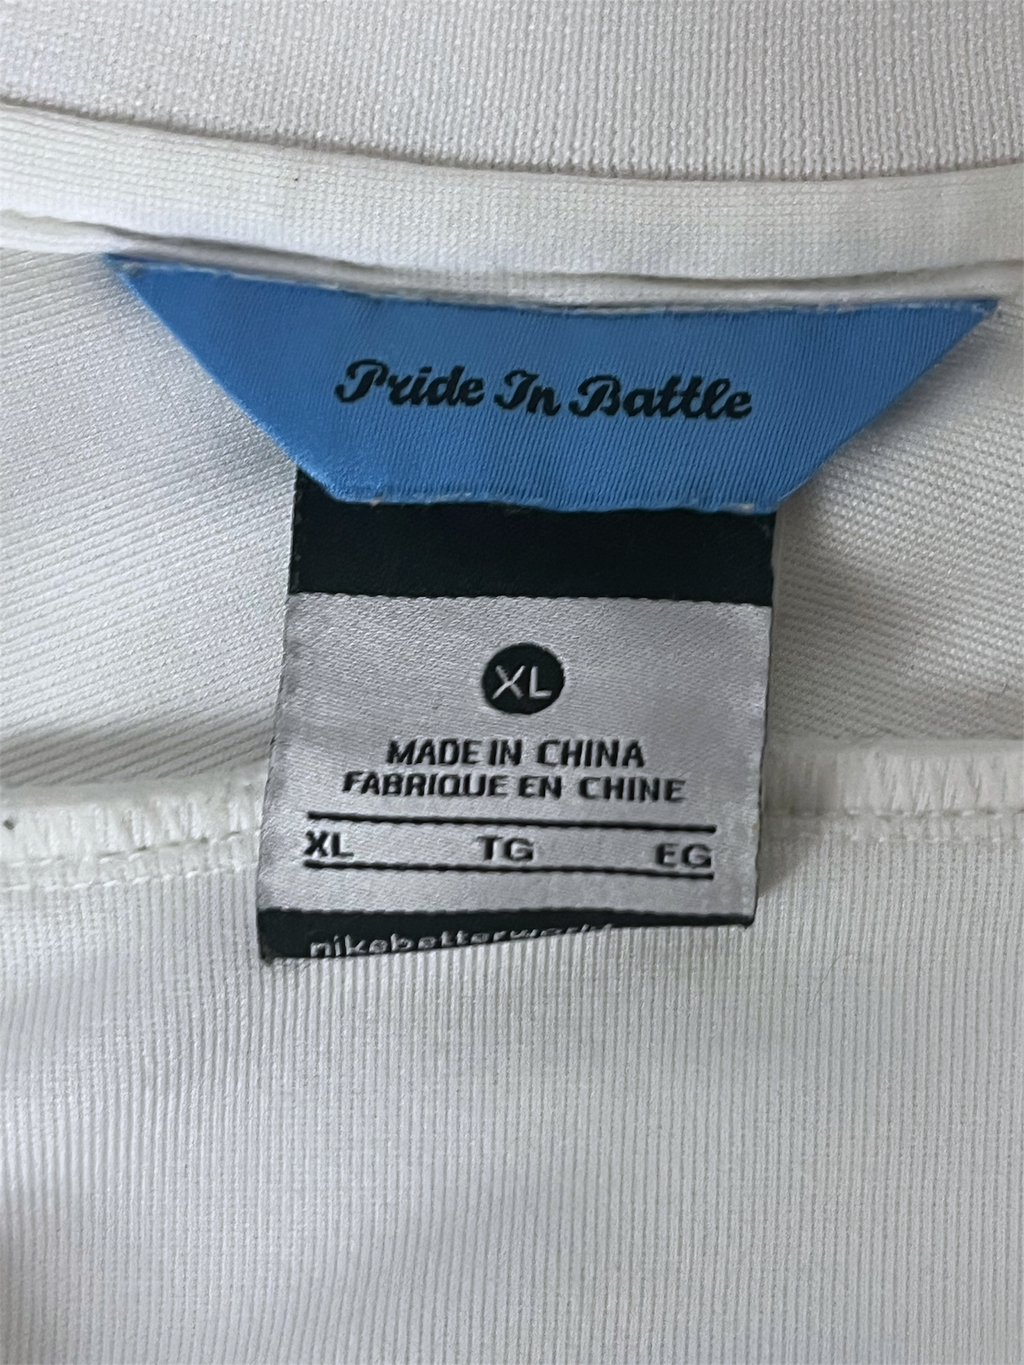 Pride In Battle
XL
MADE IN CHINA
FABRIQUE EN CHINE
XL TG EG